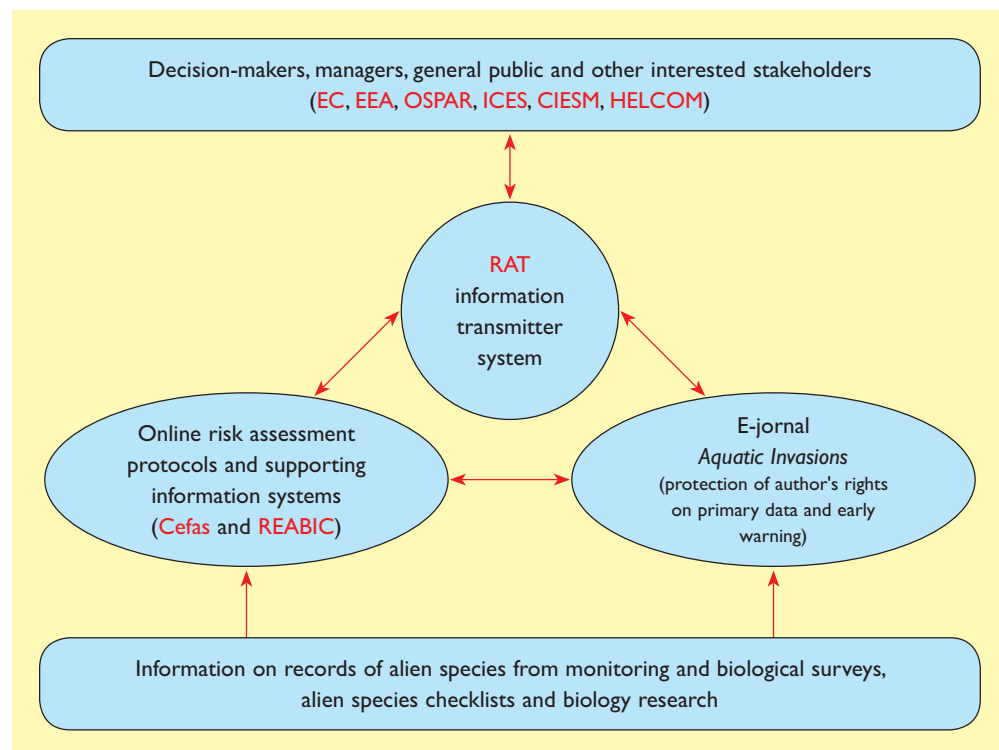 Decision-makers, managers, general public and other interested stakeholders
(EC, EEA, OSPAR, ICES, CIESM, HELCOM)
RAT
information
transmitter
system
Online risk assessment
protocols and supporting
information systems
(Cefas and REABIC)
E-jornal
Aquatic Invasions
(protection of author's rights
on primary data and early
warning)
Information on records of alien species from monitoring and biological surveys,
alien species checklists and biology research